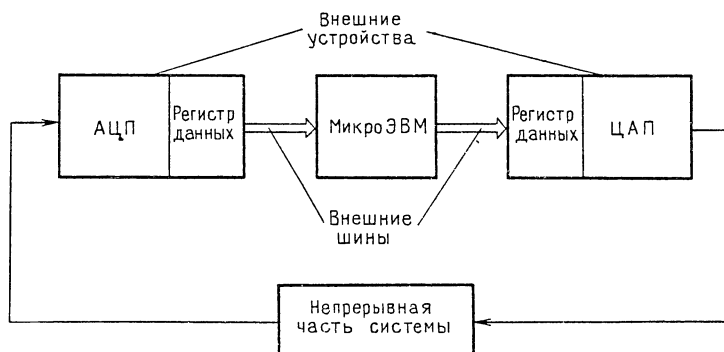 Внешние
устройства
АЦП
Регистр
данных
МикроЭВМ
Регистр
данных
ЦАП
Внешние
шины
Непрерывная
часть системы